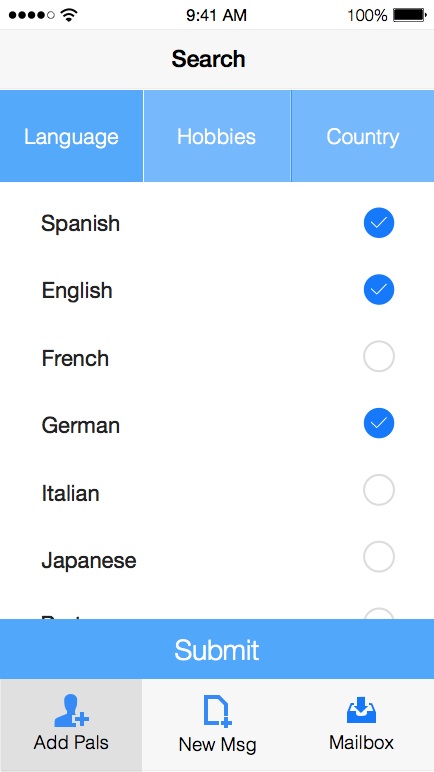 9:41 AM 100%
Search
Language Hobbies Country
Spanish
English
French
German
Italian
Japanese
Submit
Add Pals New Msg Mailbox